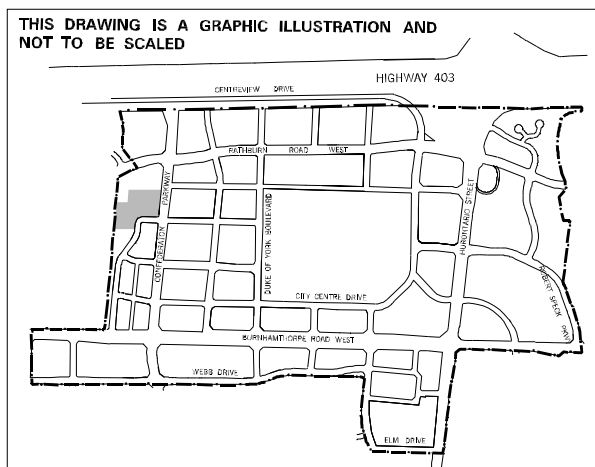 THIS DRAWING IS A GRAPHIC ILLUSTRATION AND
NOT TO BE SCALED
HIGHWAY 403
CENTREVIEW DRIVE
RATHBURN ROAD WEST
CONFEDERATION PARKWAY
DUKE OF YORK BOULEVARD
HURONTARIO STREET
CITY CENTRE DRIVE
ROBERT SPECK PKWY
BURNHAMTHORPE ROAD WEST
WEBB DRIVE
ELM DRIVE